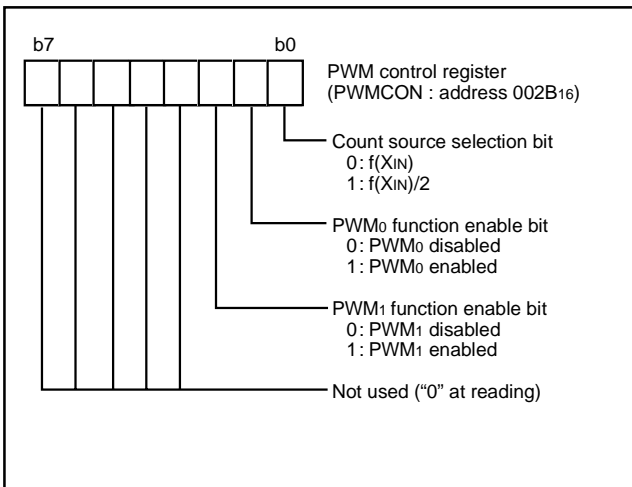 b7 b0
PWM control register
(PWMCON : address 002B16)
Count source selection bit
0: f(XIN)
1: f(XIN)/2
PWM0 function enable bit
0: PWM0 disabled
1: PWM0 enabled
PWM1 function enable bit
0: PWM1 disabled
1: PWM1 enabled
Not used (“0” at reading)